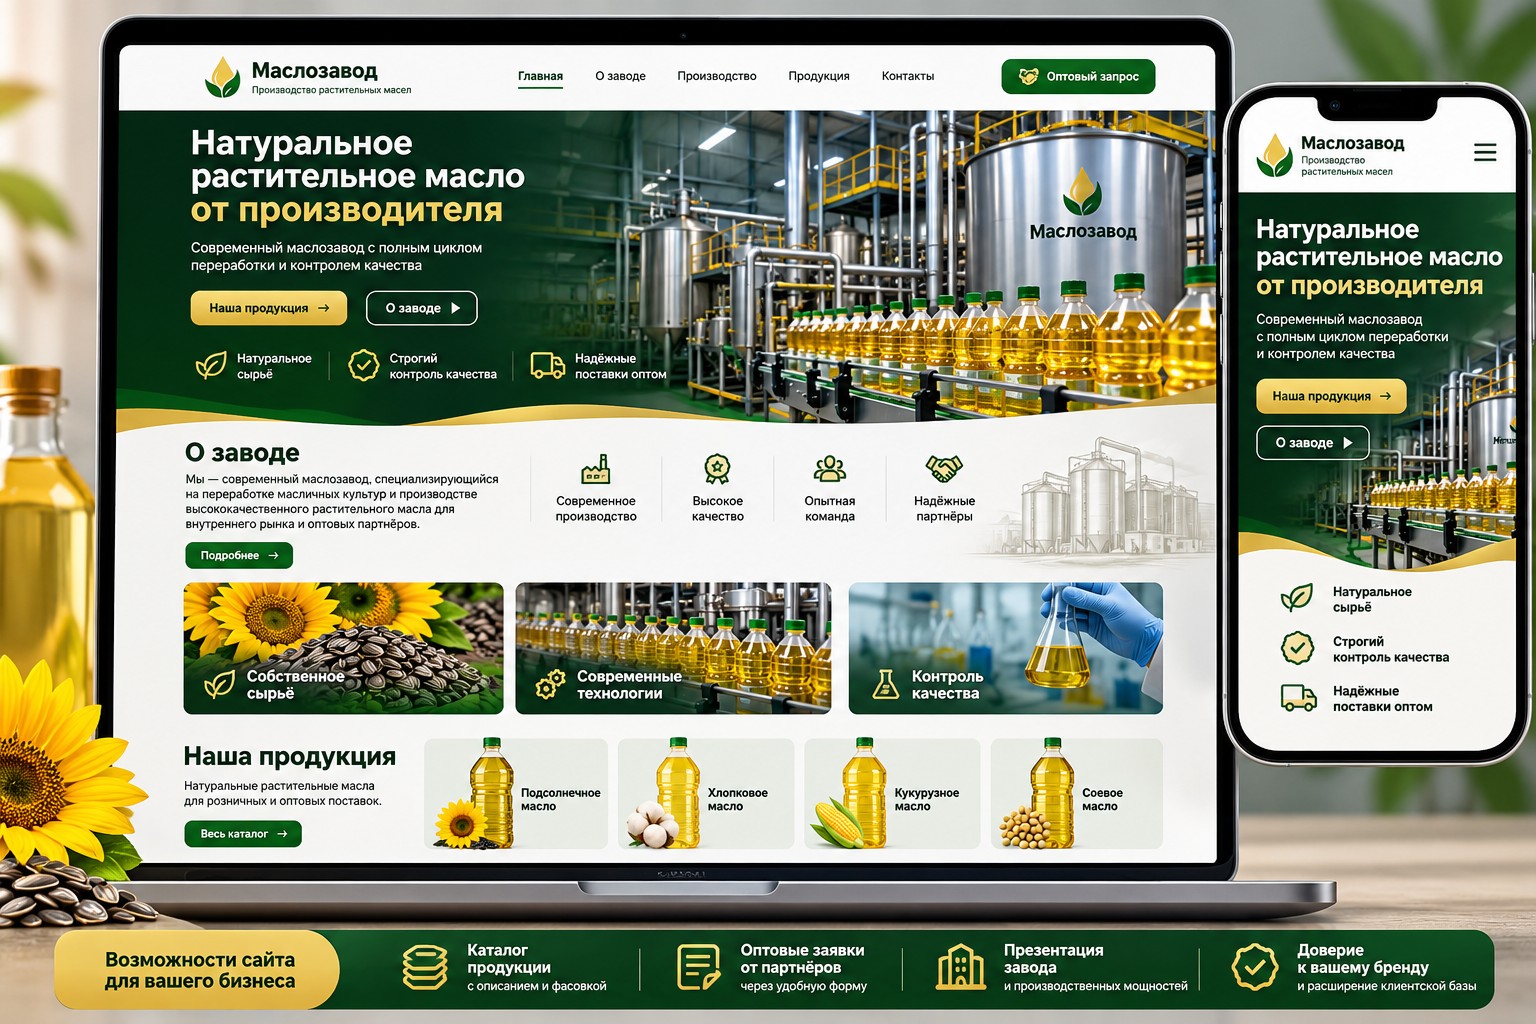 Маслозавод
Производство растительных масел
Главная
О заводе
Производство
Продукция
Контакты
Оптовый запрос
Натуральное
растительное масло
от производителя
Современный маслозавод с полным циклом
переработки и контролем качества
Наша продукция
О заводе
Натуральное
сырьё
Строгий
контроль качества
Надёжные
поставки оптом
Маслозавод
О заводе
Мы — современный маслозавод, специализирующийся
на переработке масличных культур и производстве
высококачественного растительного масла для
внутреннего рынка и оптовых партнёров.
Подробнее
Современное
производство
Высокое
качество
Опытная
команда
Надёжные
партнёры
Собственное
сырьё
Современные
технологии
Контроль
качества
Наша продукция
Натуральные растительные масла
для розничных и оптовых поставок.
Весь каталог
Подсолнечное
масло
Хлопковое
масло
Кукурузное
масло
Соевое
масло
Маслозавод
Производство
растительных масел
Натуральное
растительное масло
от производителя
Современный маслозавод
с полным циклом переработки
и контролем качества
Наша продукция
О заводе
Натуральное
сырьё
Строгий
контроль качества
Надёжные
поставки оптом
Возможности сайта
для вашего бизнеса
Каталог
продукции
с описанием и фасовкой
Оптовые заявки
от партнёров
через удобную форму
Презентация
завода
и производственных мощностей
Доверие
к вашему бренду
и расширение клиентской базы